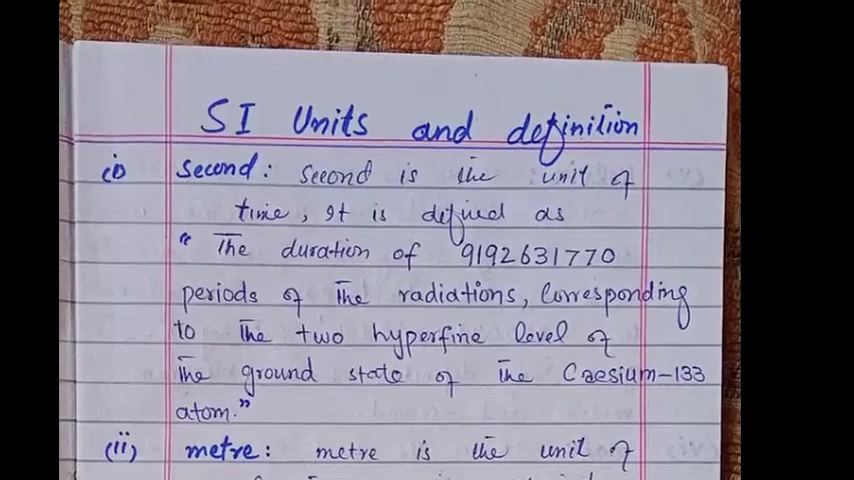 SI Units and definition
(i) second: second is the unit of
time, It is defined as
"The duration of 9192631770
periods of the radiations, Corresponding
to the two hyperfine level of
the ground state of the Caesium-133
atom."
(ii) metre: metre is the unit of